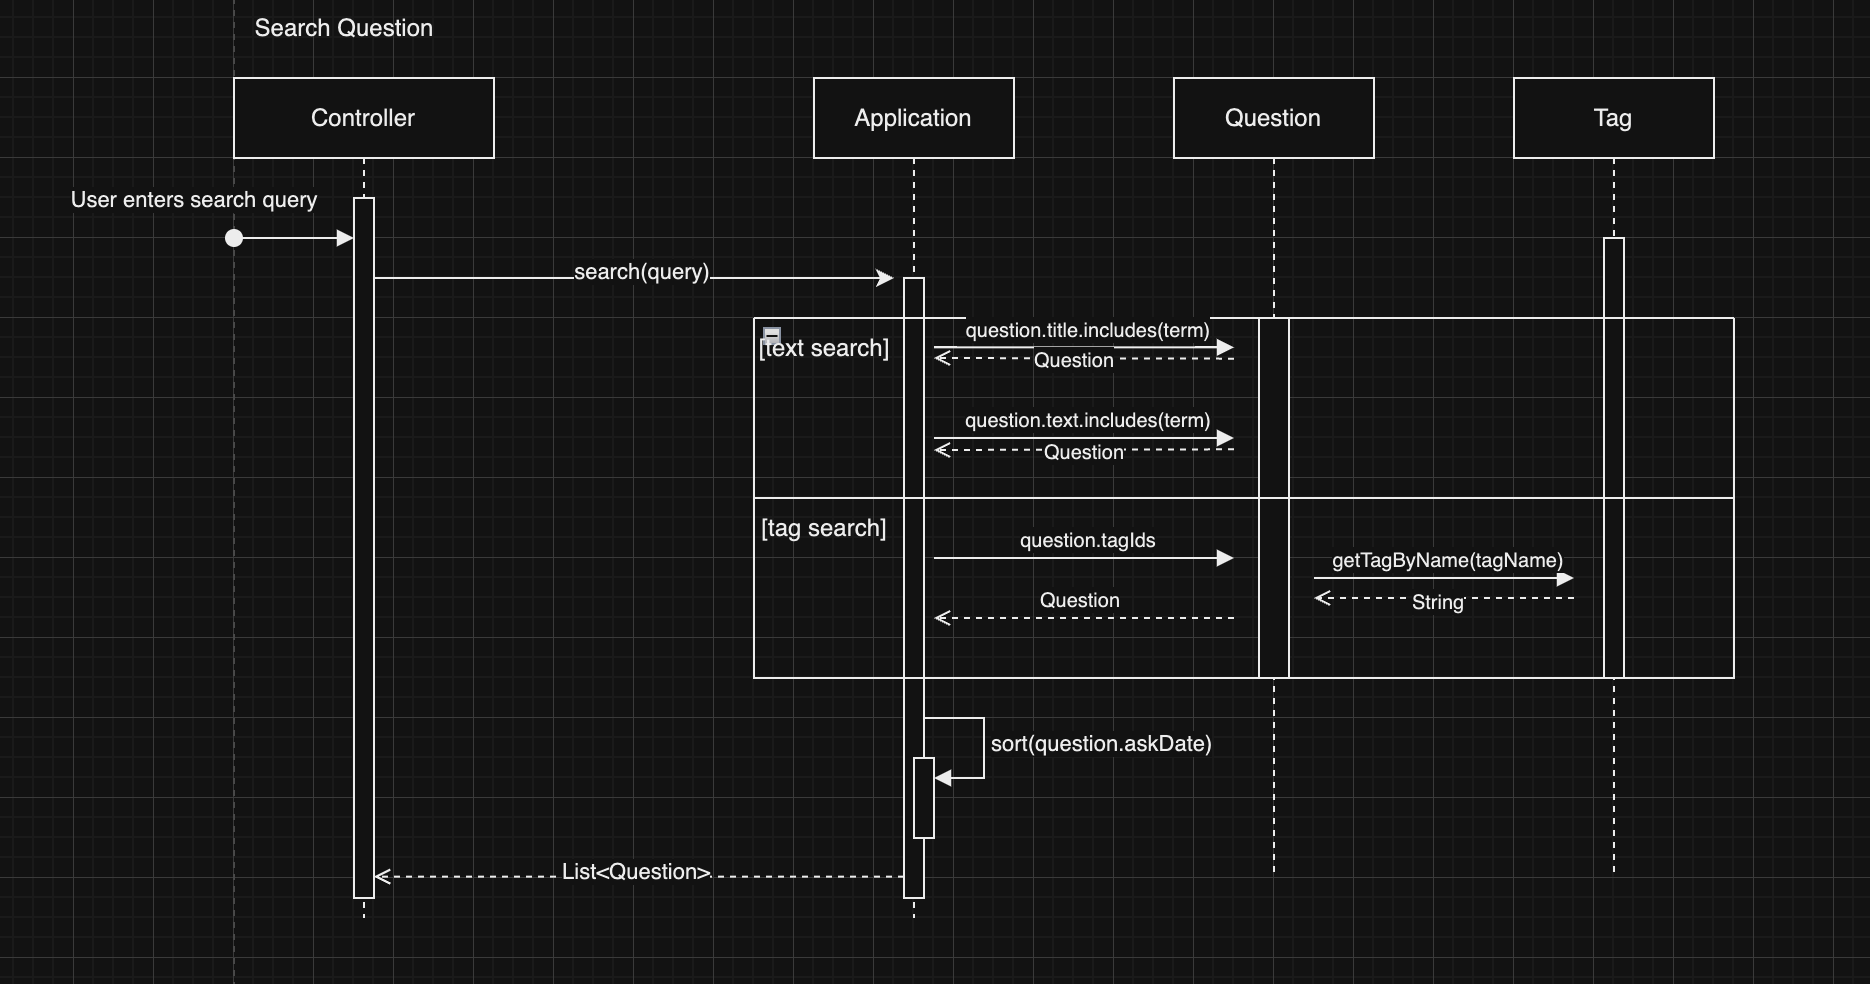 Search Question
Controller
Application
Question
Tag
User enters search query
search(query)
[text search]
question.title.includes(term)
Question
question.text.includes(term)
Question
[tag search]
question.tagIds
getTagByName(tagName)
Question
String
sort(question.askDate)
List<Question>